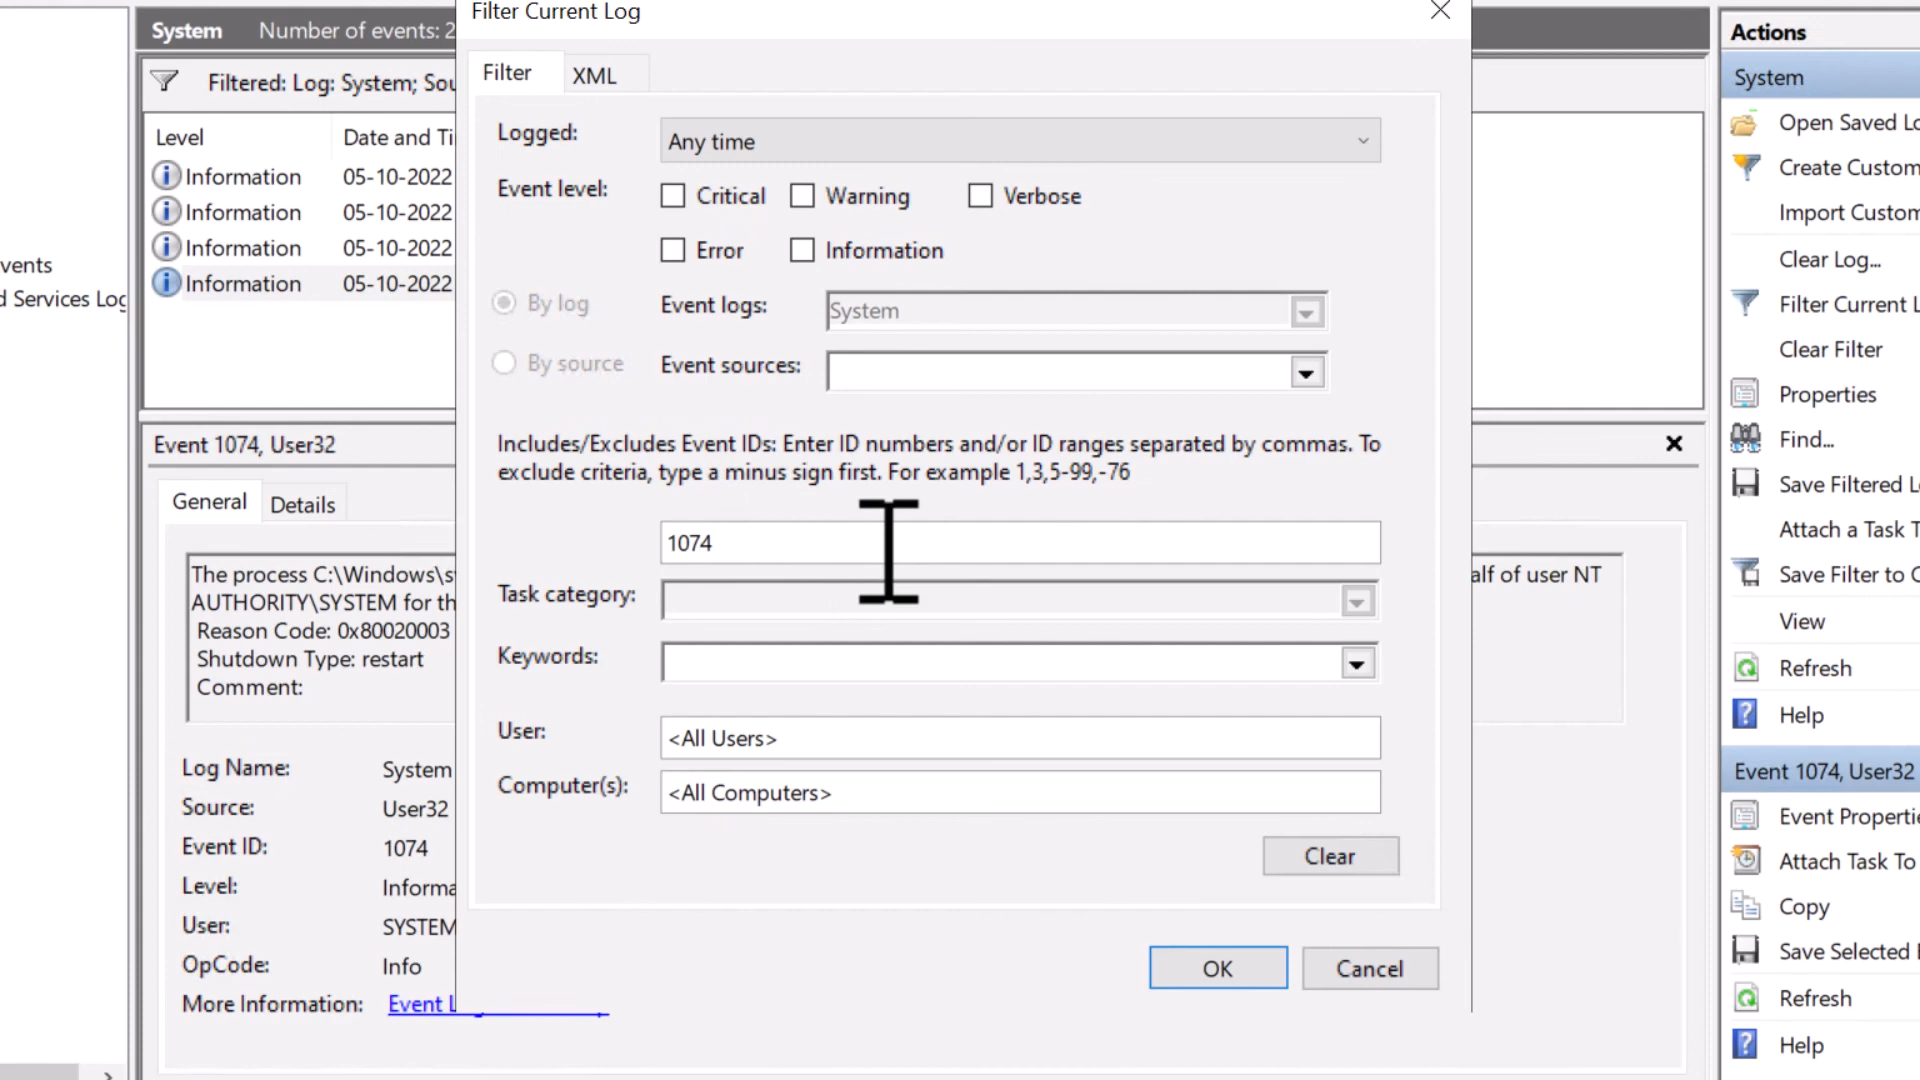 System Number of events: 2
Filtered: Log: System; Sou
Level Date and Ti
Information 05-10-2022
Information 05-10-2022
Information 05-10-2022
Information 05-10-2022
vents
d Services Log
Event 1074, User32
General Details
The process C:\Windows\s
AUTHORITY\SYSTEM for th
Reason Code: 0x80020003
Shutdown Type: restart
Comment:
alf of user NT
Log Name: System
Source: User32
Event ID: 1074
Level: Informa
User: SYSTEM
OpCode: Info
More Information: Event L
Filter Current Log
Filter XML
Logged: Any time
Event level: Critical Warning Verbose
Error Information
By log Event logs: System
By source Event sources:
Includes/Excludes Event IDs: Enter ID numbers and/or ID ranges separated by commas. To
exclude criteria, type a minus sign first. For example 1,3,5-99,-76
1074
Task category:
Keywords:
User: <All Users>
Computer(s): <All Computers>
Clear
OK Cancel
Actions
System
Open Saved Lo
Create Custom
Import Custom
Clear Log...
Filter Current L
Clear Filter
Properties
Find...
Save Filtered L
Attach a Task T
Save Filter to C
View
Refresh
Help
Event 1074, User32
Event Propertie
Attach Task To
Copy
Save Selected E
Refresh
Help